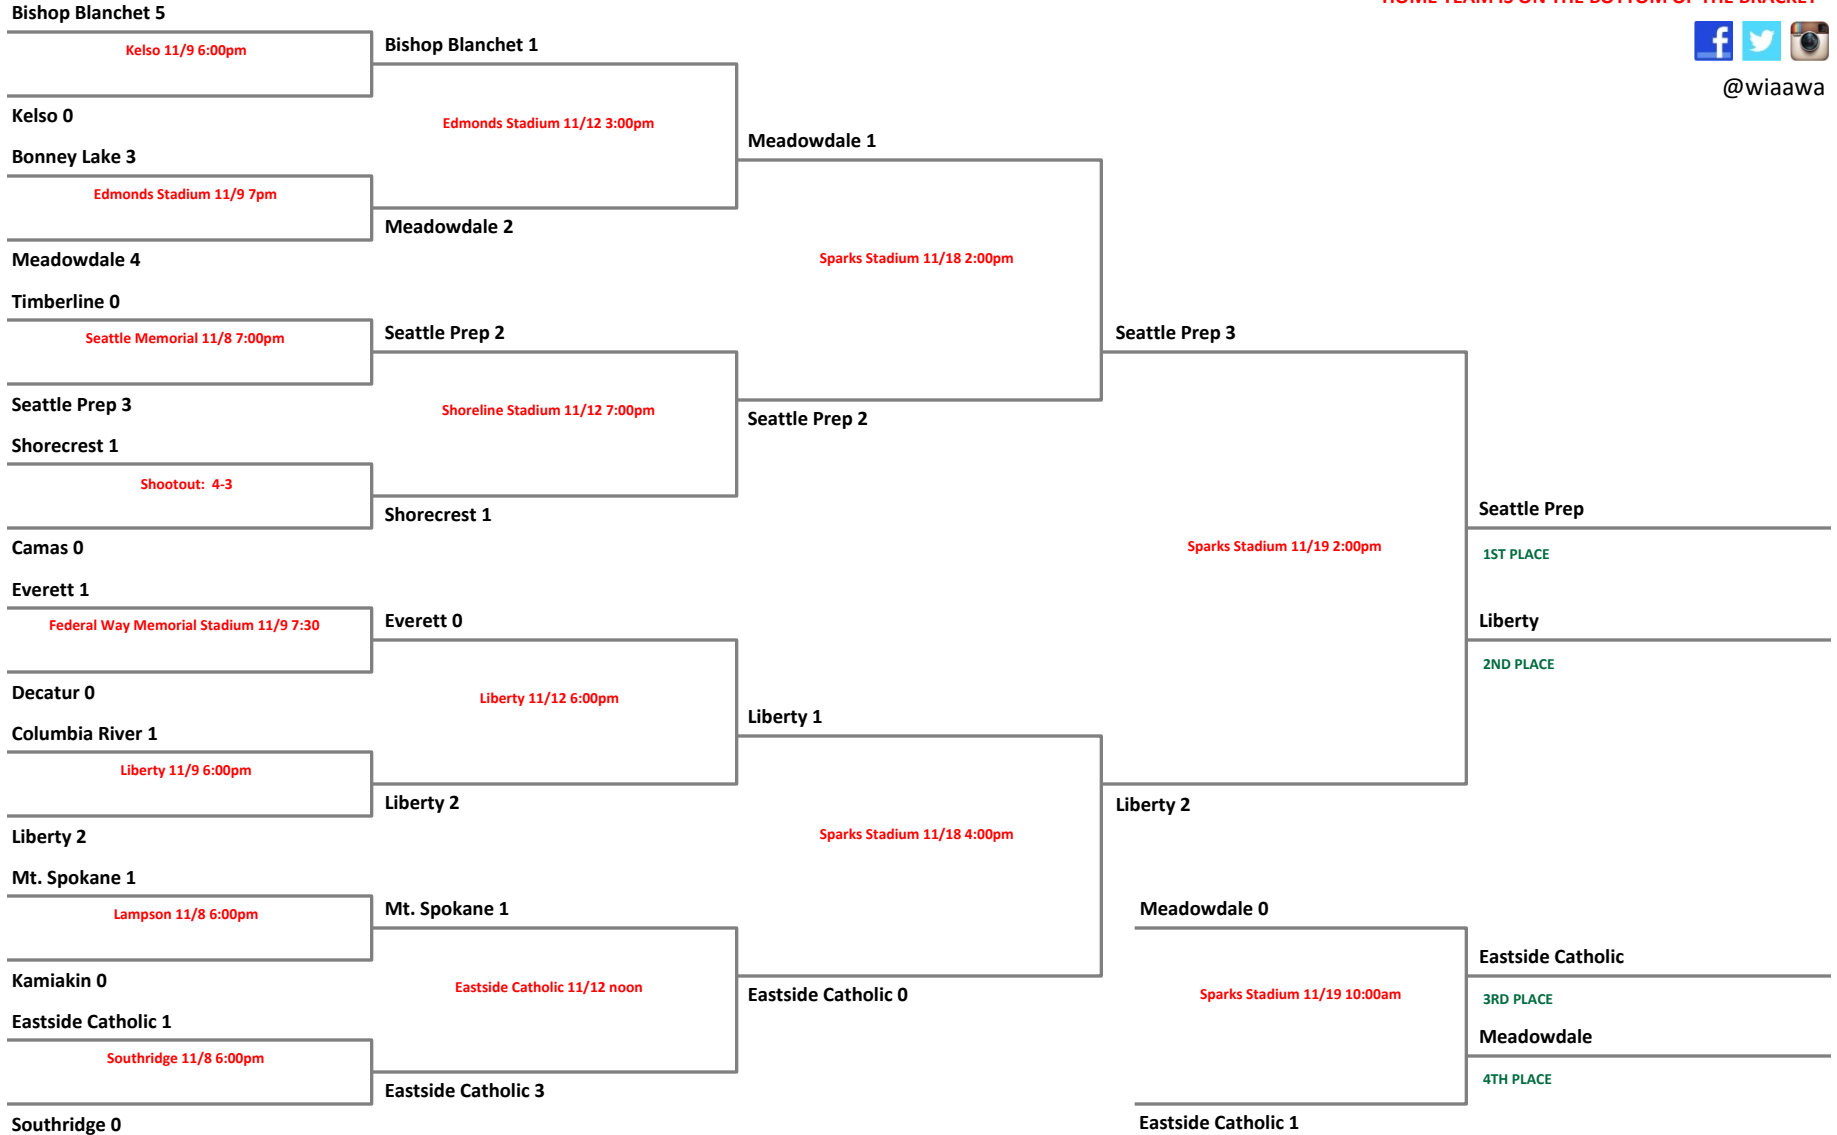 HOME TEAM IS ON THE BOTTOM OF THE BRACKET
@wiaawa
Bishop Blanchet 5
Kelso 11/9 6:00pm
Kelso 0
Bonney Lake 3
Edmonds Stadium 11/9 7pm
Meadowdale 4
Timberline 0
Seattle Memorial 11/8 7:00pm
Seattle Prep 3
Shorecrest 1
Shootout: 4-3
Camas 0
Everett 1
Federal Way Memorial Stadium 11/9 7:30
Decatur 0
Columbia River 1
Liberty 11/9 6:00pm
Liberty 2
Mt. Spokane 1
Lampson 11/8 6:00pm
Kamiakin 0
Eastside Catholic 1
Southridge 11/8 6:00pm
Southridge 0
Bishop Blanchet 1
Edmonds Stadium 11/12 3:00pm
Meadowdale 2
Seattle Prep 2
Shoreline Stadium 11/12 7:00pm
Shorecrest 1
Everett 0
Liberty 11/12 6:00pm
Liberty 2
Mt. Spokane 1
Eastside Catholic 11/12 noon
Eastside Catholic 3
Meadowdale 1
Sparks Stadium 11/18 2:00pm
Seattle Prep 2
Liberty 1
Sparks Stadium 11/18 4:00pm
Eastside Catholic 0
Seattle Prep 3
Sparks Stadium 11/19 2:00pm
Liberty 2
Meadowdale 0
Sparks Stadium 11/19 10:00am
Eastside Catholic 1
Seattle Prep
1ST PLACE
Liberty
2ND PLACE
Eastside Catholic
3RD PLACE
Meadowdale
4TH PLACE